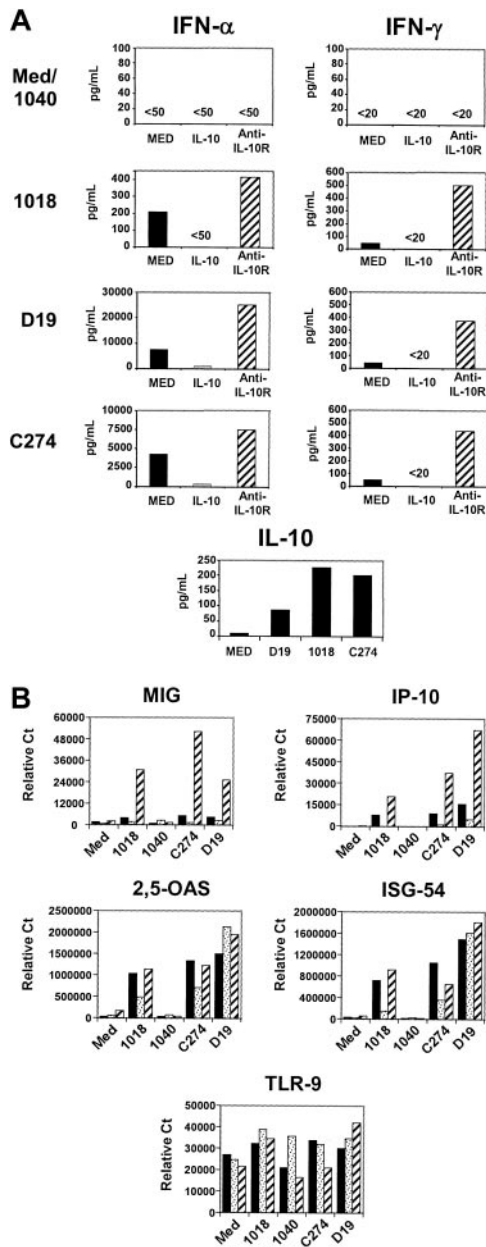 A
IFN-α
IFN-γ
Med/
1040
pg/mL
100
80
60
40
20
0
<50 <50 <50
MED IL-10 Anti-
IL-10R
pg/mL
100
80
60
40
20
0
<20 <20 <20
MED IL-10 Anti-
IL-10R
1018
pg/mL
400
300
200
100
0
<50
MED IL-10 Anti-
IL-10R
pg/mL
600
500
400
300
200
100
0
<20
MED IL-10 Anti-
IL-10R
D19
pg/mL
30000
20000
10000
0
MED IL-10 Anti-
IL-10R
pg/mL
600
500
400
300
200
100
0
<20
MED IL-10 Anti-
IL-10R
C274
pg/mL
10000
7500
5000
2500
0
MED IL-10 Anti-
IL-10R
pg/mL
600
500
400
300
200
100
0
<20
MED IL-10 Anti-
IL-10R
IL-10
pg/mL
250
200
150
100
50
0
MED D19 1018 C274
B
MIG
Relative Ct
60000
48000
36000
24000
12000
0
Med 1018 1040 C274 D19
IP-10
Relative Ct
75000
60000
45000
30000
15000
0
Med 1018 1040 C274 D19
2,5-OAS
Relative Ct
2500000
2000000
1500000
1000000
500000
0
Med 1018 1040 C274 D19
ISG-54
Relative Ct
2000000
1600000
1200000
800000
400000
0
Med 1018 1040 C274 D19
TLR-9
Relative Ct
50000
40000
30000
20000
10000
0
Med 1018 1040 C274 D19